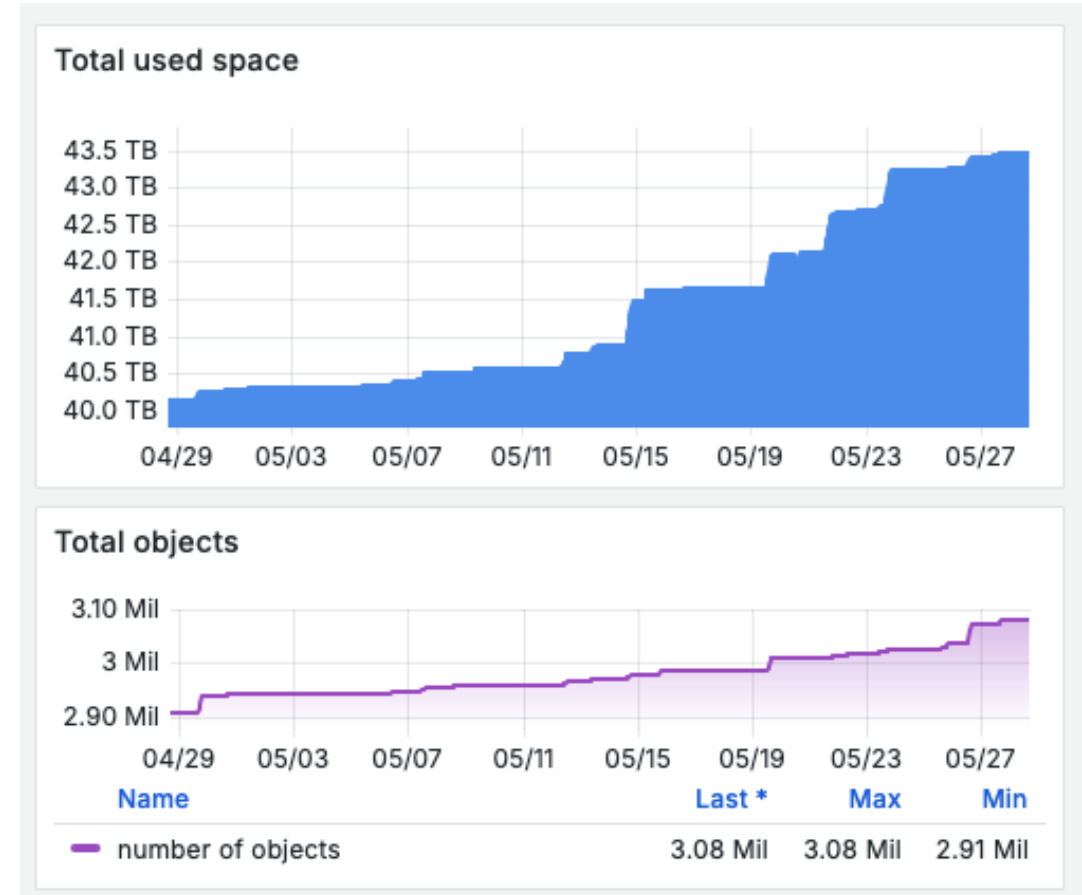 Total used space
43.5 TB
43.0 TB
42.5 TB
42.0 TB
41.5 TB
41.0 TB
40.5 TB
40.0 TB
04/29 05/03 05/07 05/11 05/15 05/19 05/23 05/27
Total objects
3.10 Mil
3 Mil
2.90 Mil
04/29 05/03 05/07 05/11 05/15 05/19 05/23 05/27
Name Last * Max Min
number of objects 3.08 Mil 3.08 Mil 2.91 Mil